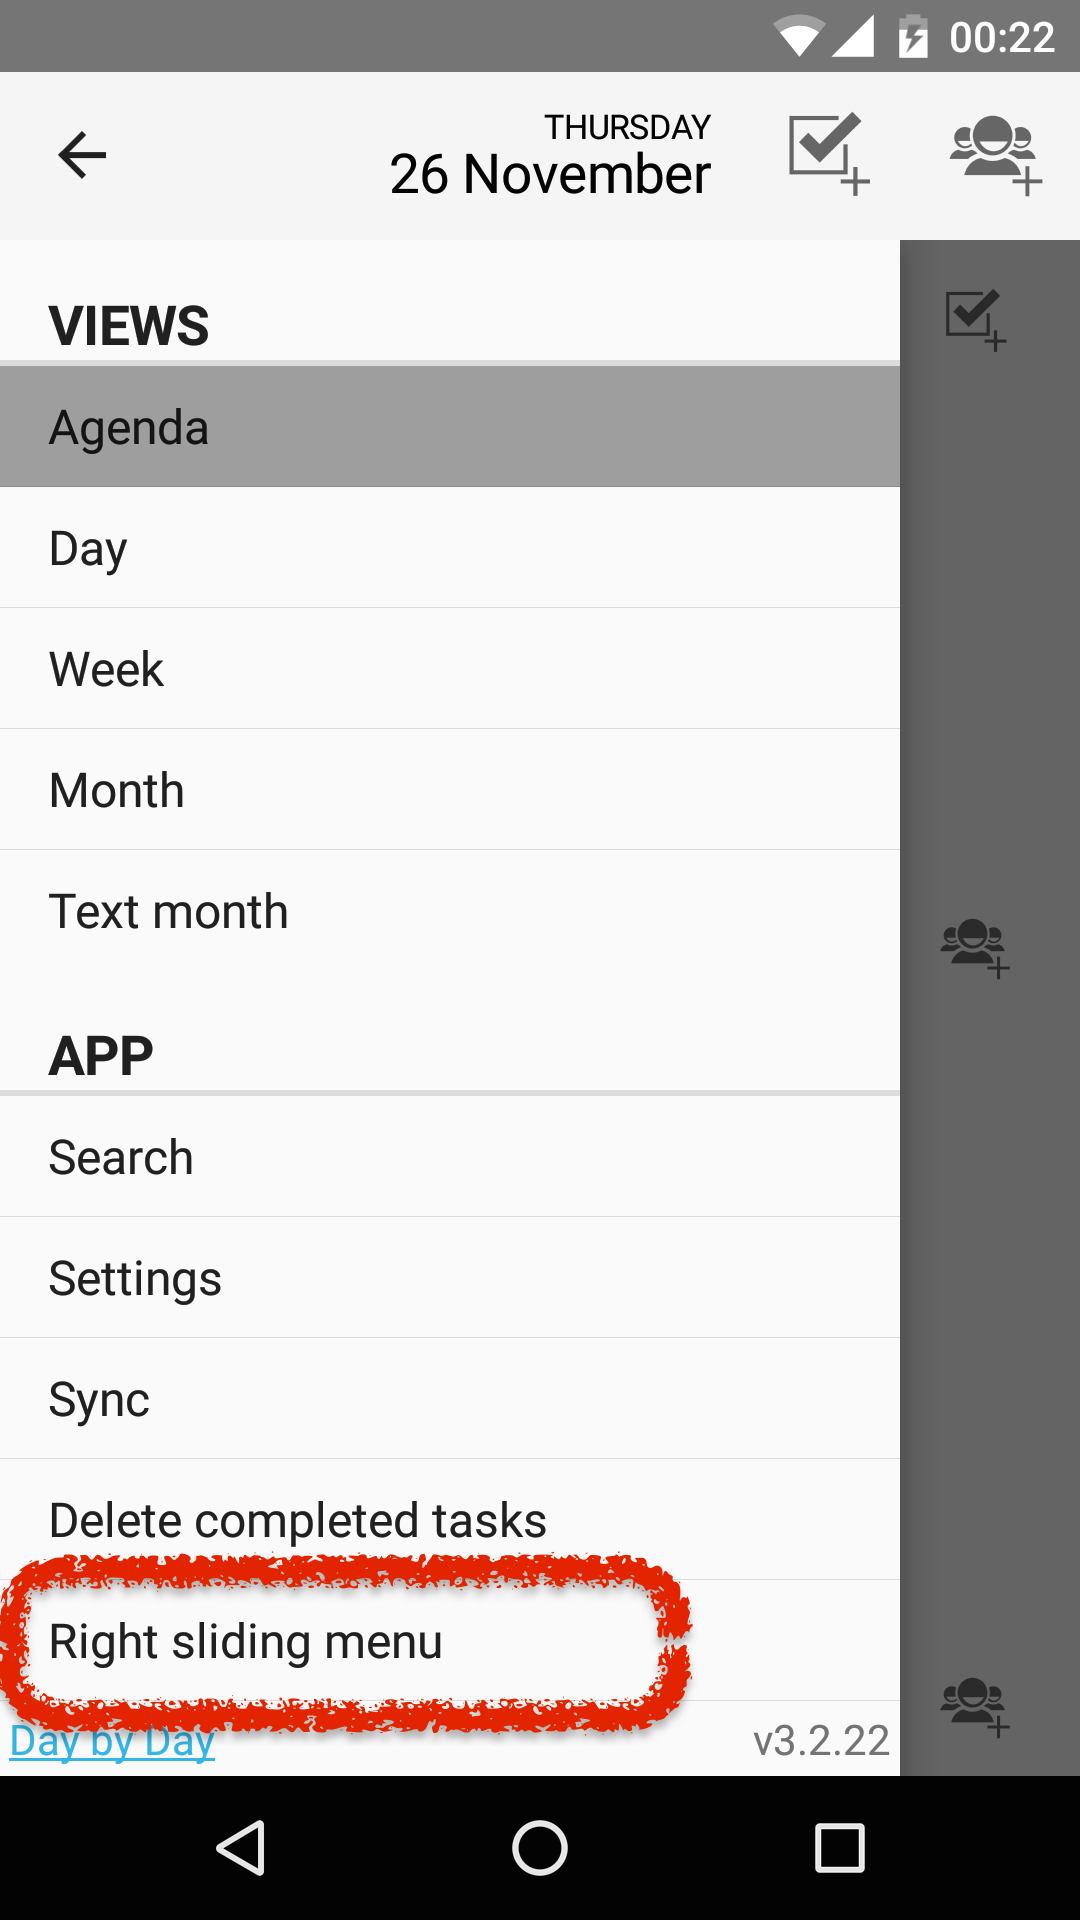 00:22
THURSDAY
26 November
VIEWS
Agenda
Day
Week
Month
Text month
APP
Search
Settings
Sync
Delete completed tasks
Right sliding menu
Day by Day
v3.2.22